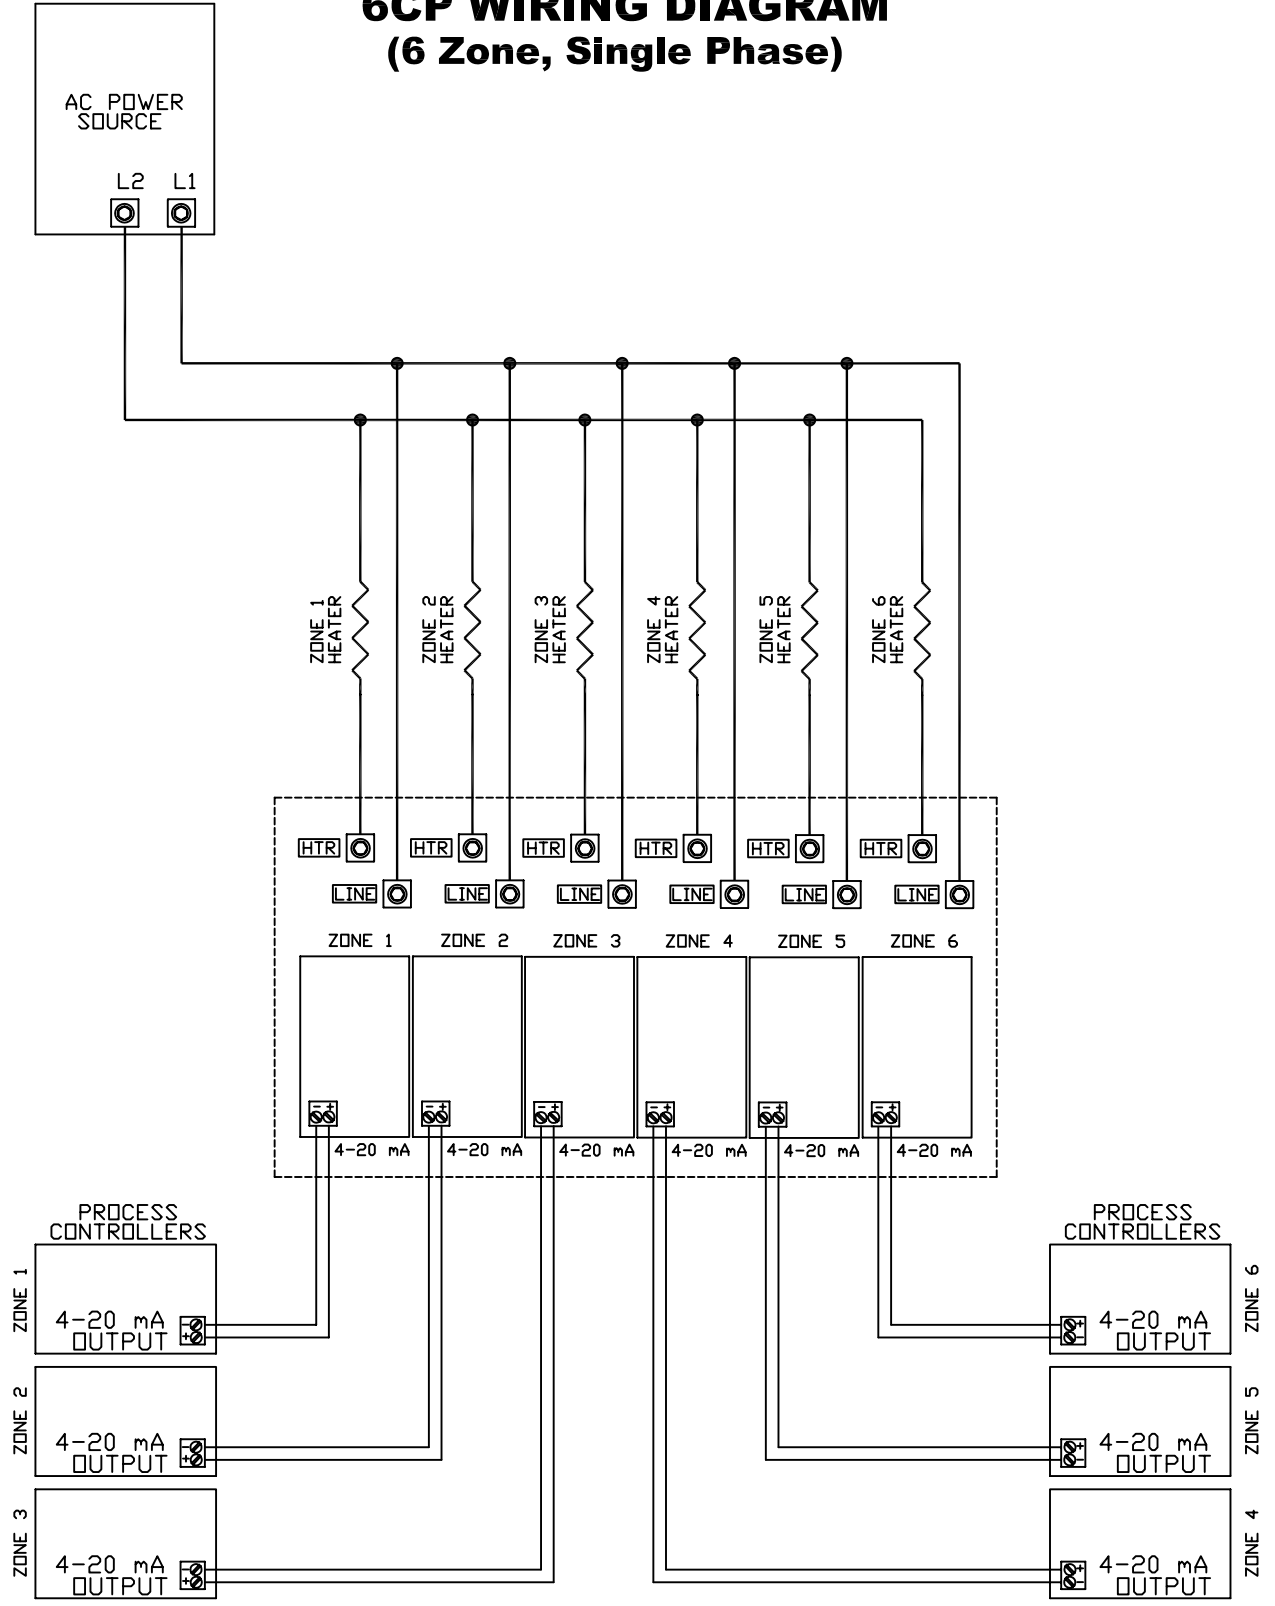 6CP WIRING DIAGRAM
(6 Zone, Single Phase)
AC POWER
SOURCE
L2 L1
ZONE 1
HEATER
ZONE 2
HEATER
ZONE 3
HEATER
ZONE 4
HEATER
ZONE 5
HEATER
ZONE 6
HEATER
HTR HTR HTR HTR HTR HTR
LINE LINE LINE LINE LINE LINE
ZONE 1 ZONE 2 ZONE 3 ZONE 4 ZONE 5 ZONE 6
- + - + - + - + - + - +
4-20 mA 4-20 mA 4-20 mA 4-20 mA 4-20 mA 4-20 mA
PROCESS
CONTROLLERS
ZONE 1
4-20 mA -
OUTPUT +
ZONE 2
4-20 mA -
OUTPUT +
ZONE 3
4-20 mA -
OUTPUT +
PROCESS
CONTROLLERS
ZONE 6
+ 4-20 mA
- OUTPUT
ZONE 5
+ 4-20 mA
- OUTPUT
ZONE 4
+ 4-20 mA
- OUTPUT